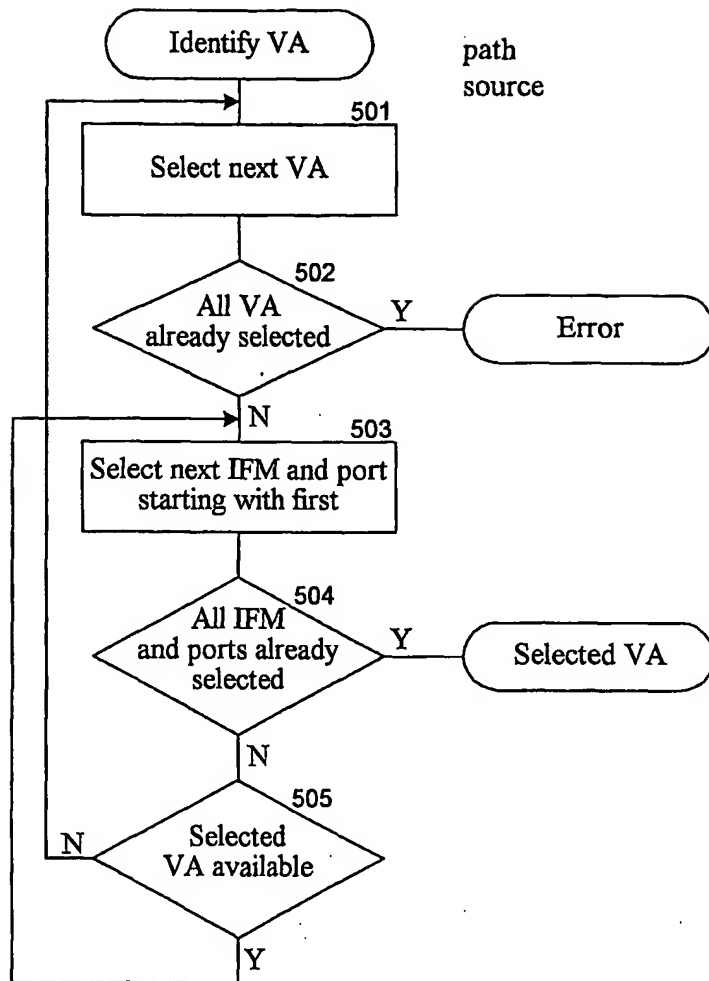 Identify VA
path
source
501
Select next VA
502
All VA
already selected
Y
Error
N
503
Select next IFM and port
starting with first
504
All IFM
and ports already
selected
Y
Selected VA
N
505
N
Selected
VA available
Y